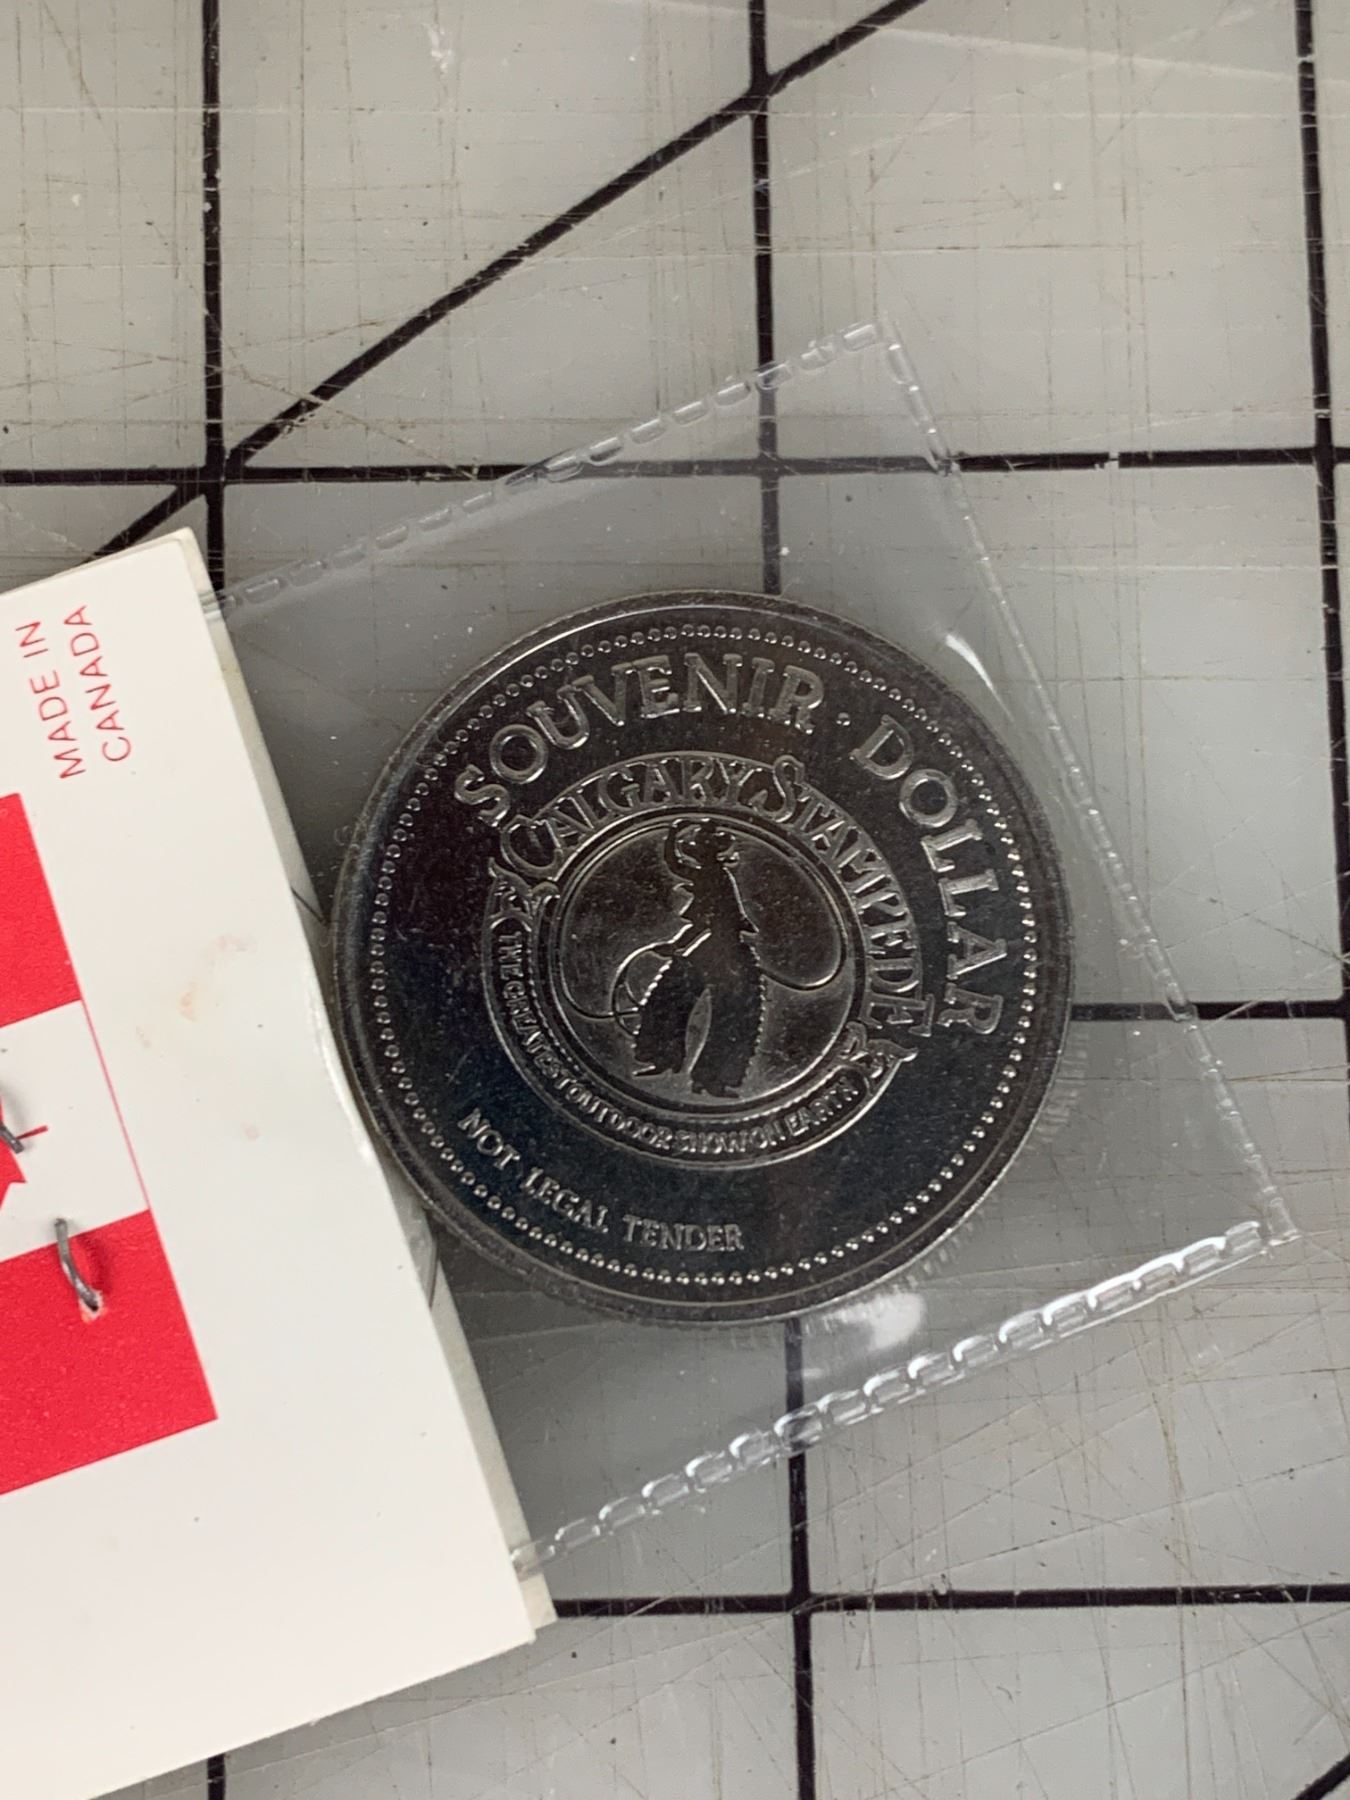 MADE IN
CANADA
SOUVENIR · DOLLAR
CALGARY STAMPEDE
THE GREATEST OUTDOOR SHOW ON EARTH
NOT LEGAL TENDER